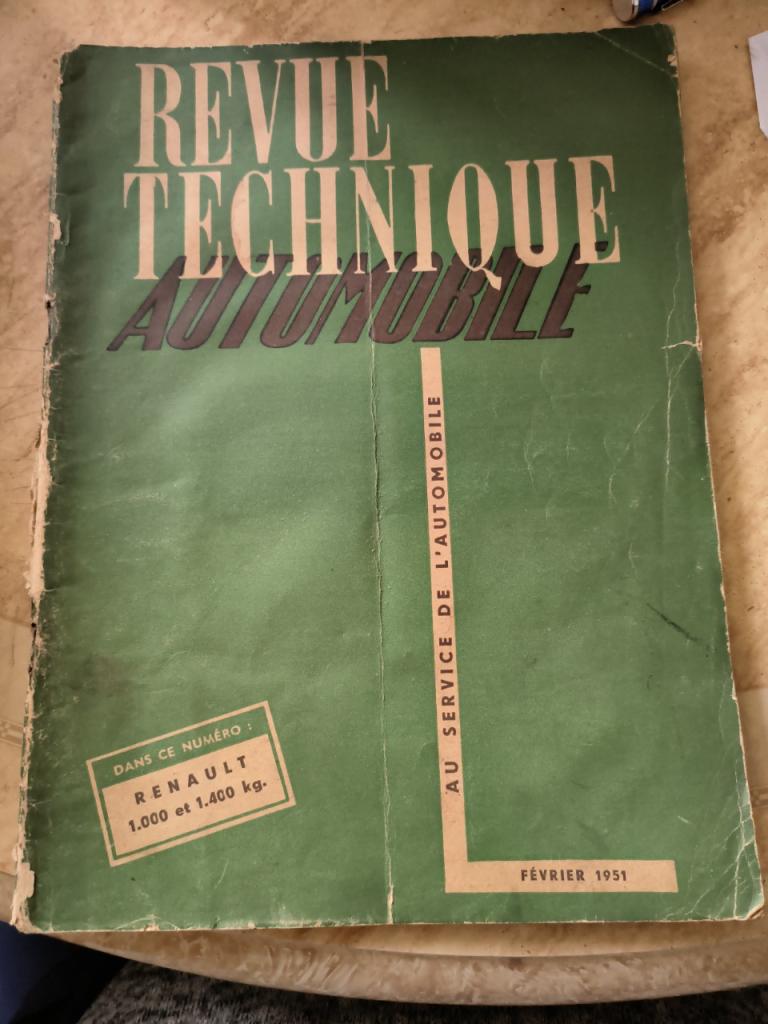 REVUE
TECHNIQUE
AUTOMOBILE
AU SERVICE DE L'AUTOMOBILE
DANS CE NUMÉRO :
RENAULT
1.000 et 1.400 kg.
FÉVRIER 1951